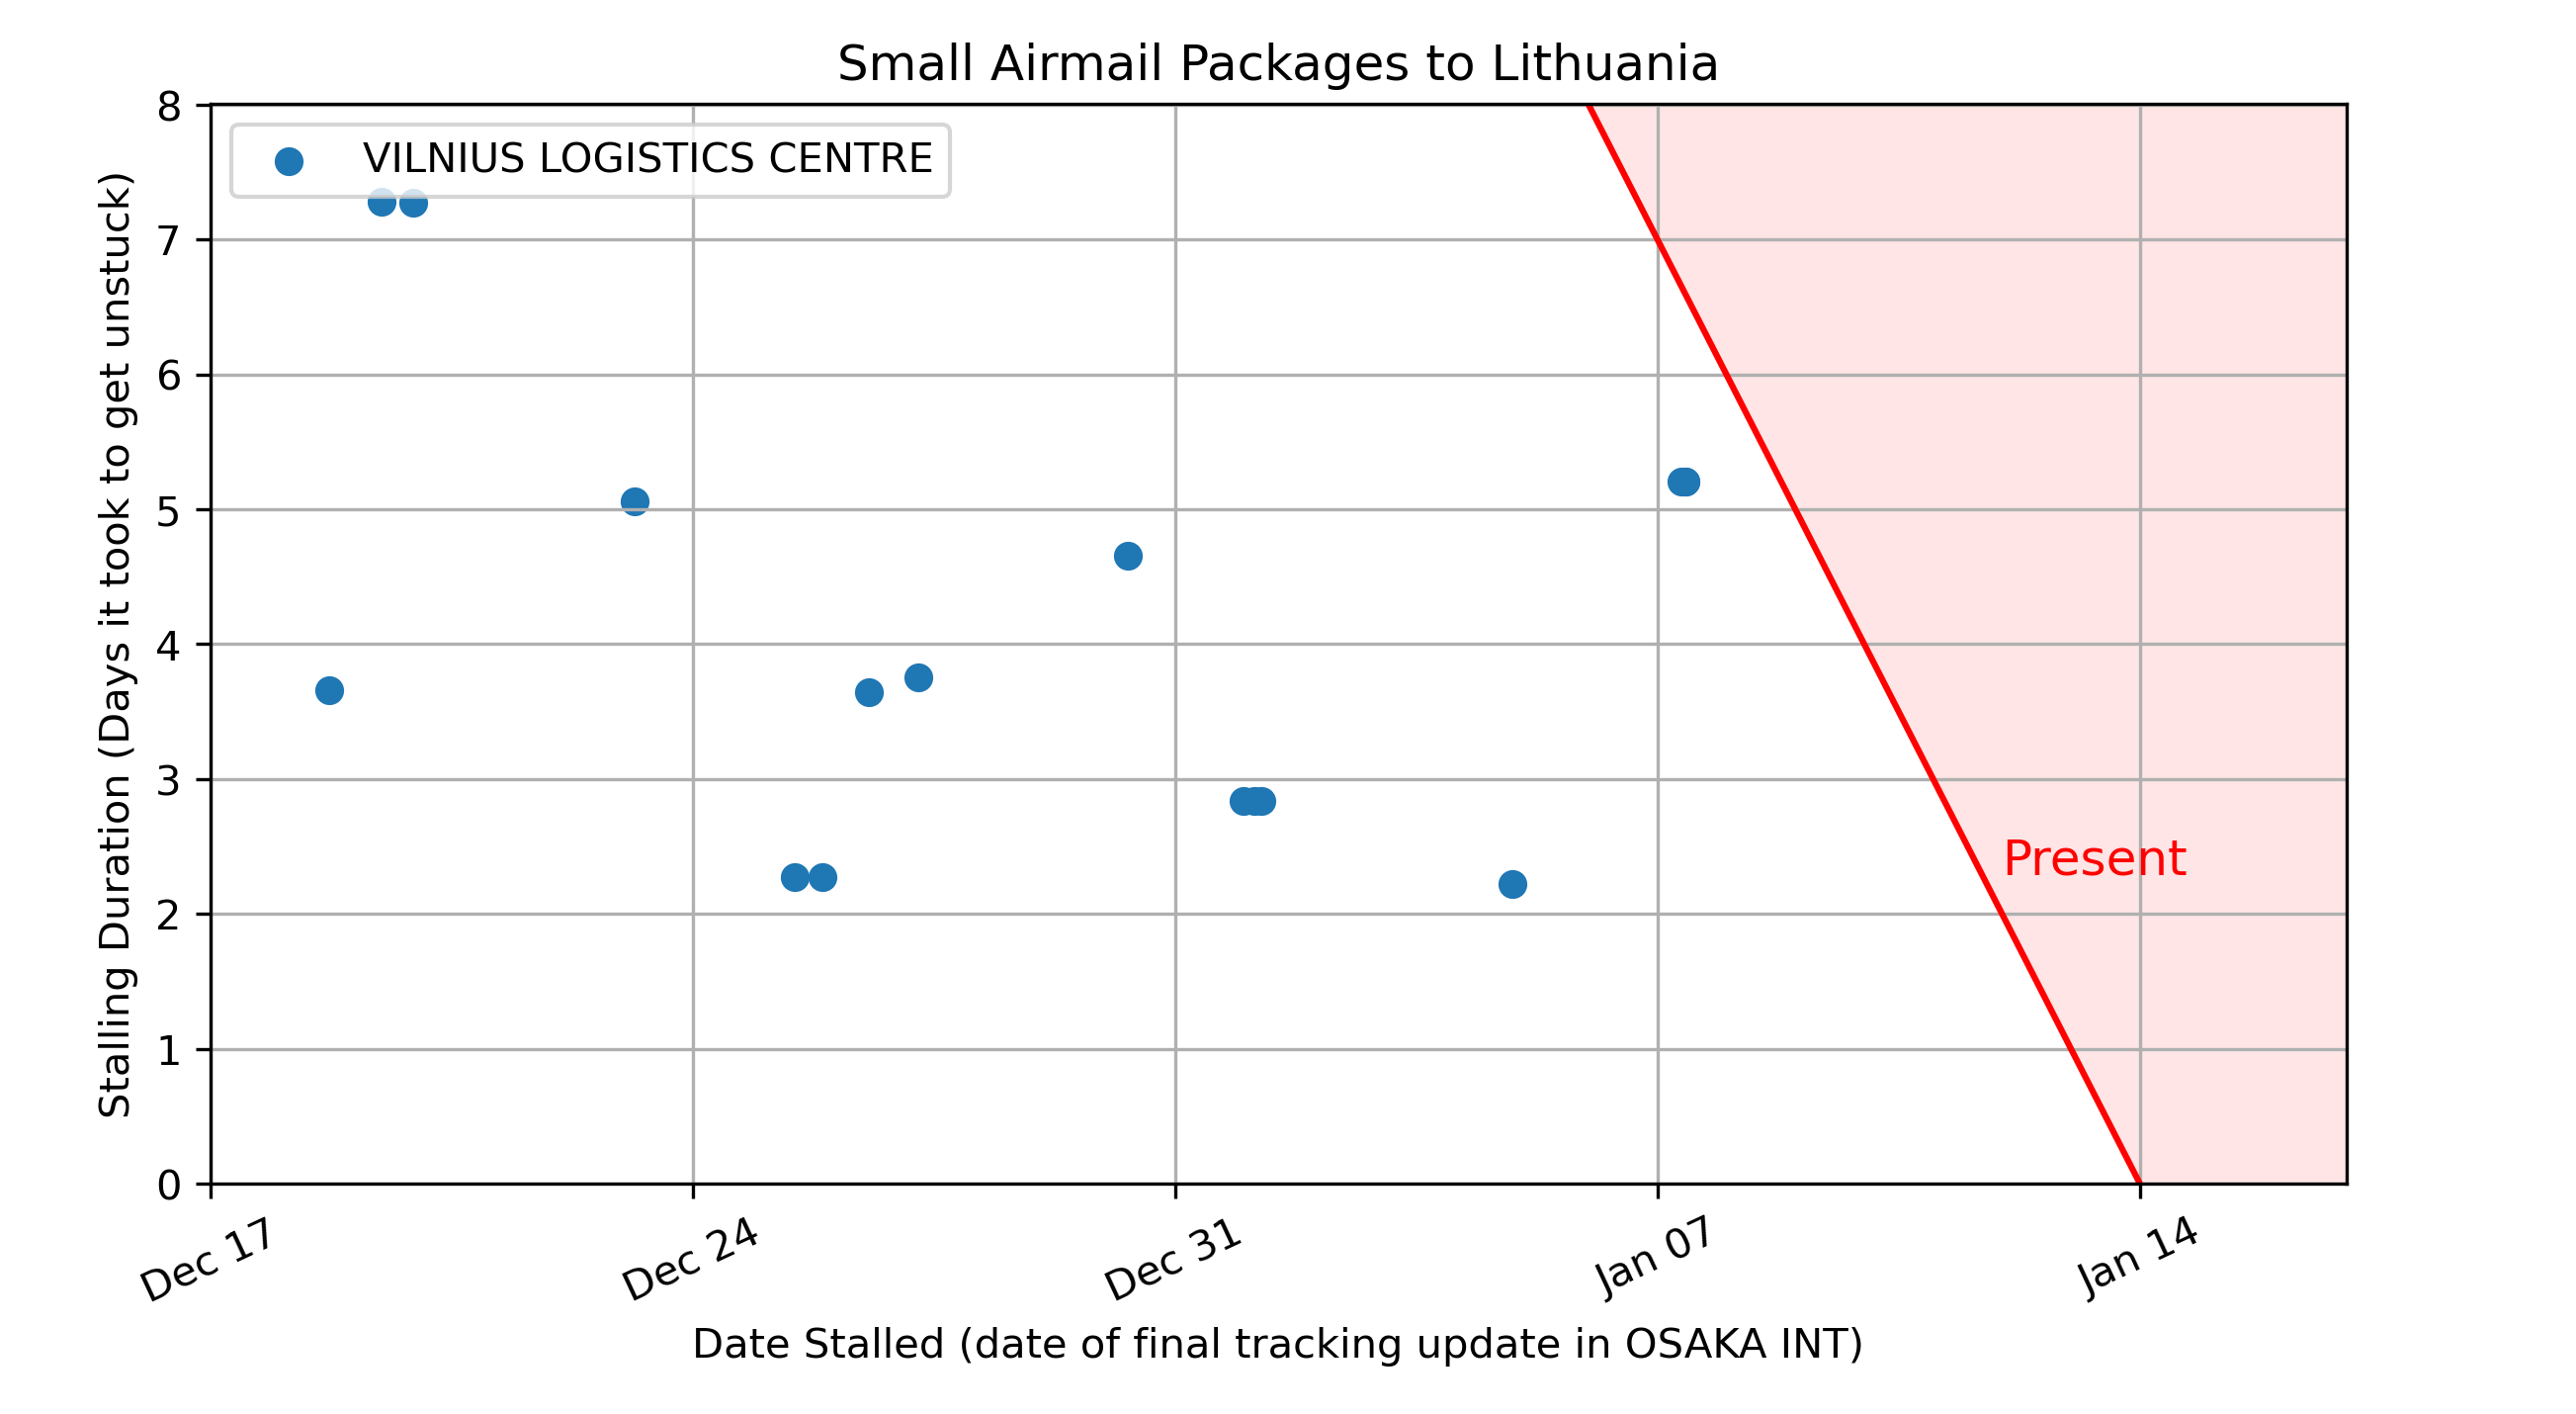 Small Airmail Packages to Lithuania
VILNIUS LOGISTICS CENTRE
Stalling Duration (Days it took to get unstuck)
8
7
6
5
4
3
2
1
0
Present
Dec 17
Dec 24
Dec 31
Jan 07
Jan 14
Date Stalled (date of final tracking update in OSAKA INT)